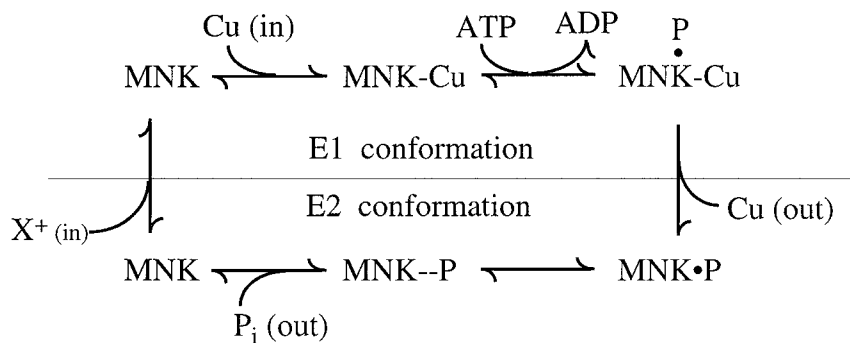 P
Cu (in) ATP ADP
MNK MNK-Cu MNK-Cu
E1 conformation
E2 conformation
X+ (in) Cu (out)
MNK MNK--P MNK•P
Pi (out)